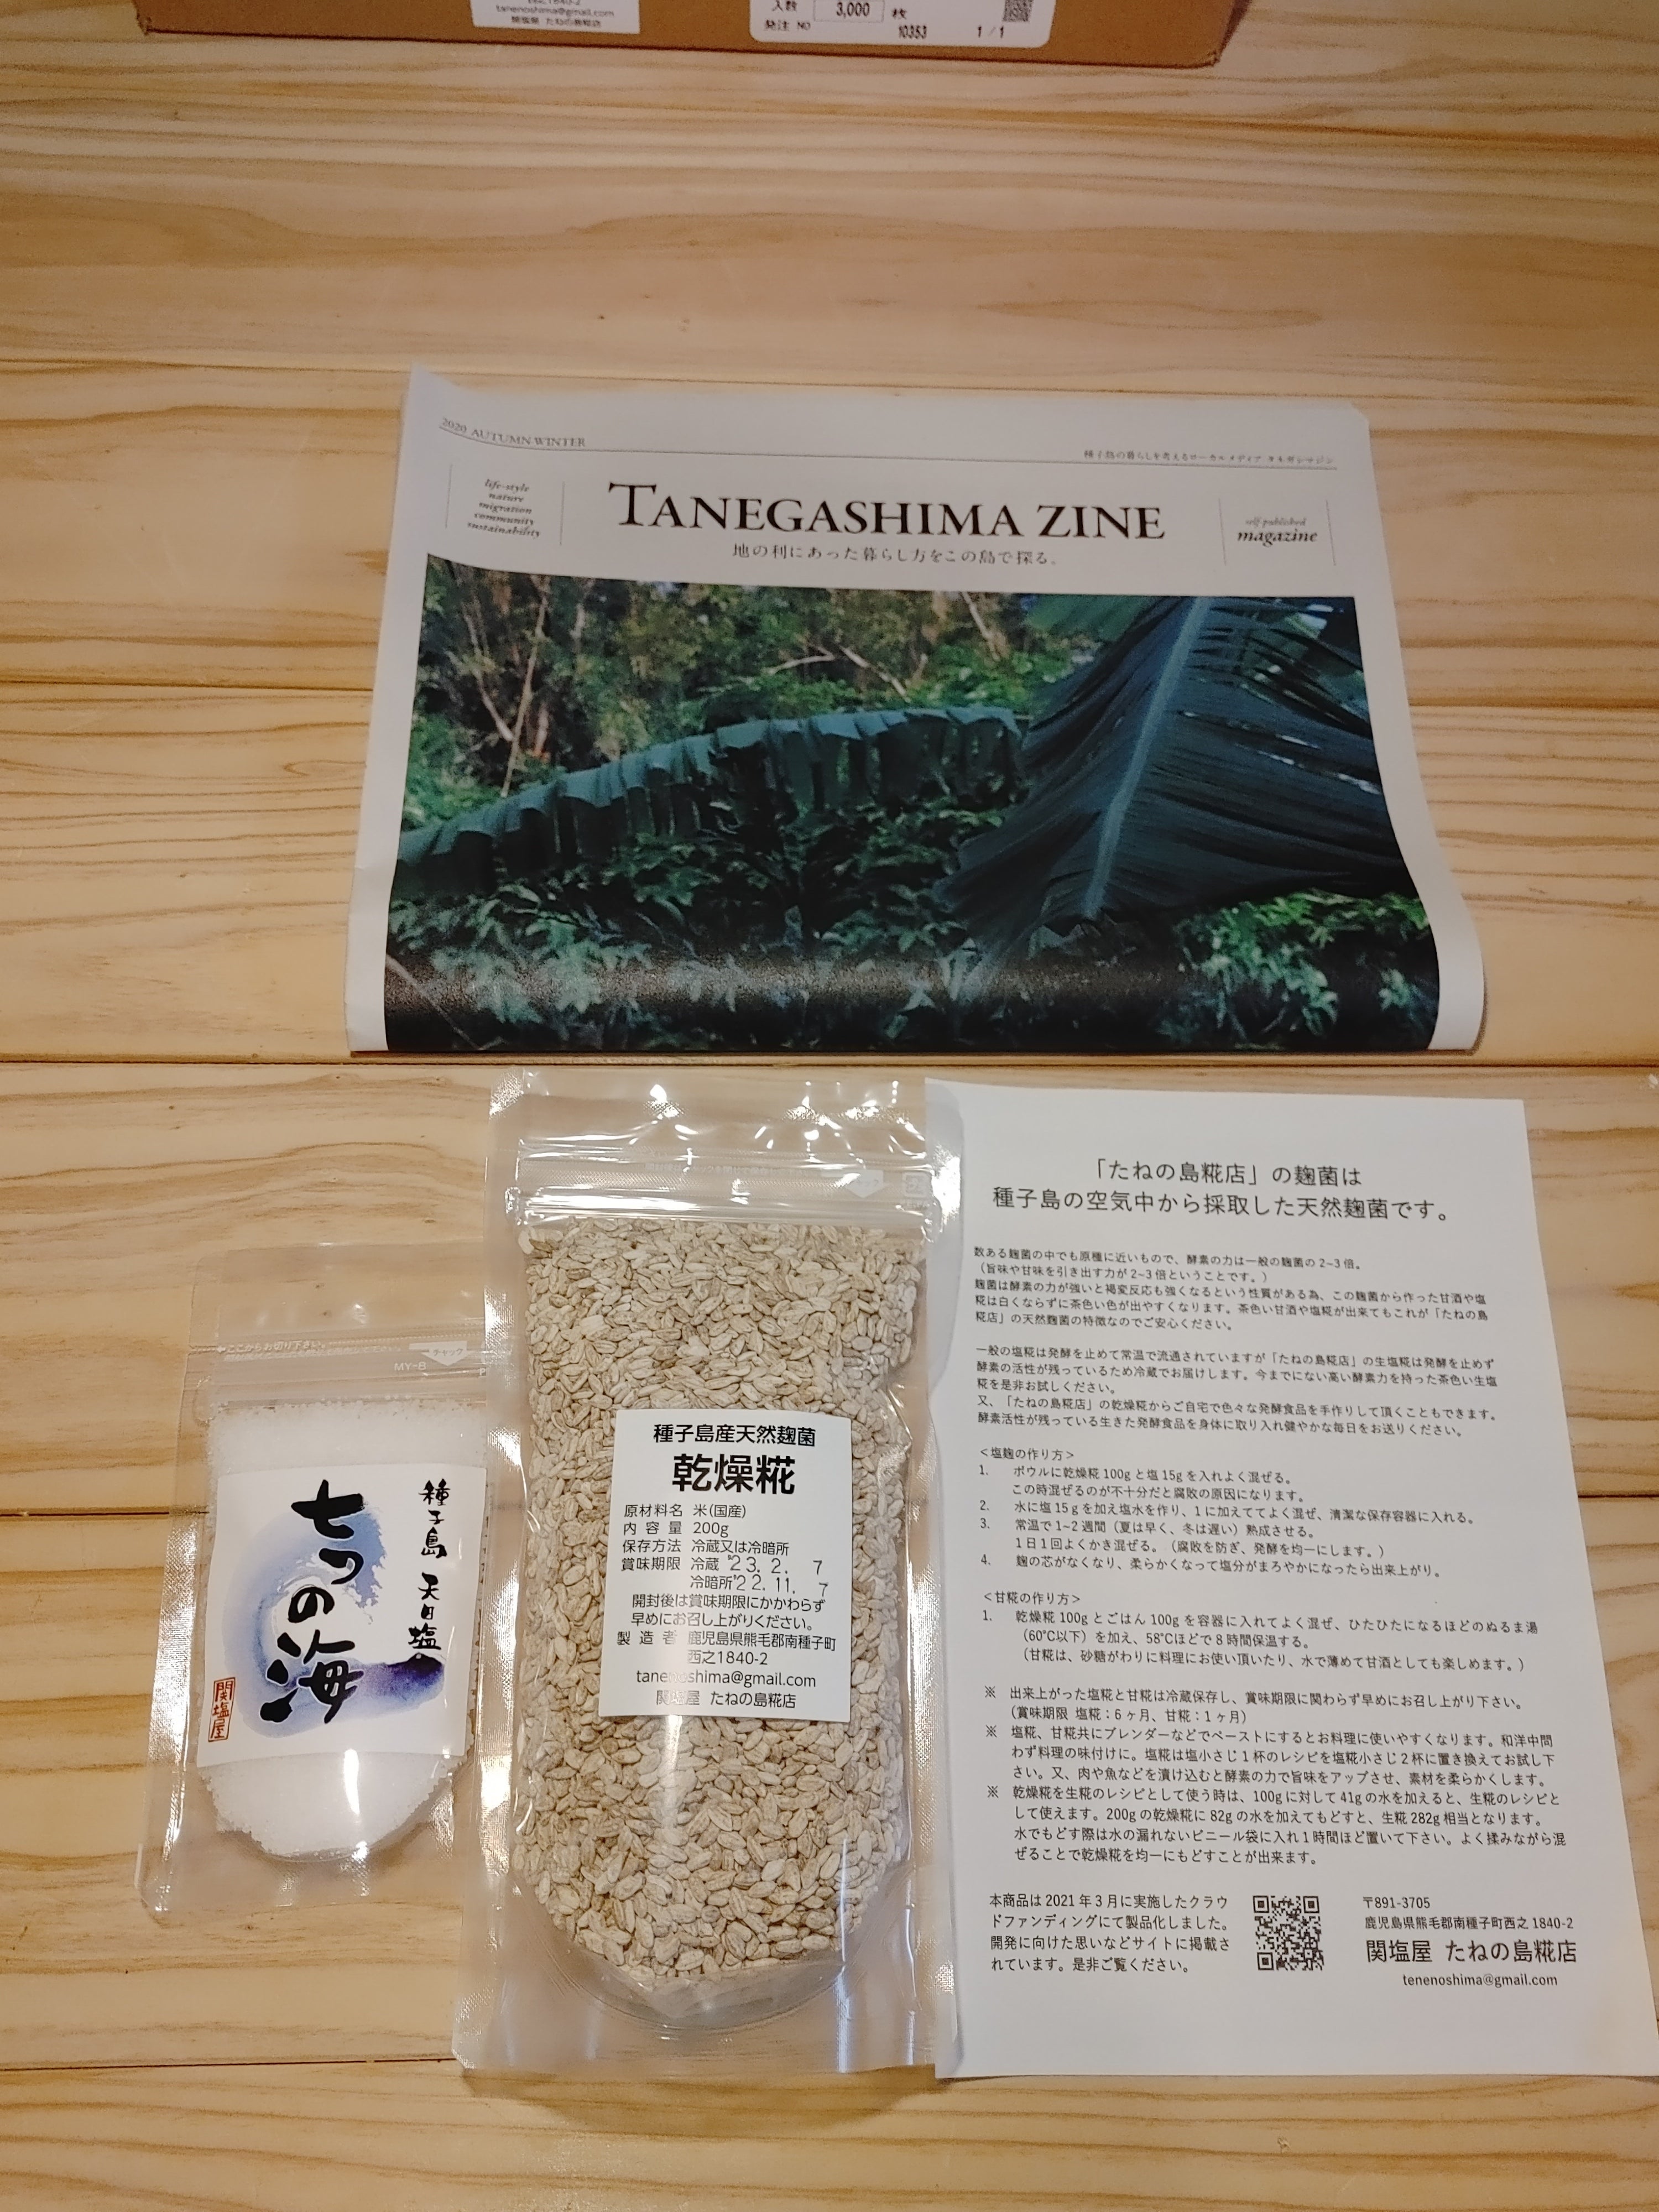 tanenoshima@gmail.com
関塩屋 たねの島糀店
入数 3,000 枚
発注 NO 10353 1 / 1
2020 AUTUMN/WINTER
種子島の暮らしを考えるローカルメディア タネガシマジン
life-style
nature
migration
community
sustainability
TANEGASHIMA ZINE
self-published
magazine
地の利にあった暮らし方をこの島で探る。
ここからお切り下さい
チャック
MY-8
種子島 天日塩
七つの海
関塩屋
種子島産天然麹菌
乾燥糀
原材料名 米(国産)
内容量 200g
保存方法 冷蔵又は冷暗所
賞味期限 冷蔵 '23. 2. 7
冷暗所'22. 11. 7
開封後は賞味期限にかかわらず
早めにお召し上がりください。
製造者 鹿児島県熊毛郡南種子町
西之1840-2
tanenoshima@gmail.com
関塩屋 たねの島糀店
「たねの島糀店」の麹菌は
種子島の空気中から採取した天然麹菌です。
数ある麹菌の中でも原種に近いもので、酵素の力は一般の麹菌の2~3倍。
（旨味や甘味を引き出す力が2~3倍ということです。）
麹菌は酵素の力が強いと褐変反応も強くなるという性質がある為、この麹菌から作った甘酒や塩
糀は白くならずに茶色い色が出やすくなります。茶色い甘酒や塩糀が出来てもこれが「たねの島
糀店」の天然麹菌の特徴なのでご安心ください。
一般の塩糀は発酵を止めて常温で流通されていますが「たねの島糀店」の生塩糀は発酵を止めず
酵素の活性が残っているため冷蔵でお届けします。今までにない高い酵素力を持った茶色い生塩
糀を是非お試しください。
又、「たねの島糀店」の乾燥糀からご自宅で色々な発酵食品を手作りして頂くこともできます。
酵素活性が残っている生きた発酵食品を身体に取り入れ健やかな毎日をお送りください。
＜塩麹の作り方＞
1. ボウルに乾燥糀100gと塩15gを入れよく混ぜる。
この時混ぜるのが不十分だと腐敗の原因になります。
2. 水に塩15gを加え塩水を作り、1に加えててよく混ぜ、清潔な保存容器に入れる。
3. 常温で1~2週間（夏は早く、冬は遅い）熟成させる。
1日1回よくかき混ぜる。（腐敗を防ぎ、発酵を均一にします。）
4. 麹の芯がなくなり、柔らかくなって塩分がまろやかになったら出来上がり。
＜甘糀の作り方＞
1. 乾燥糀100gとごはん100gを容器に入れてよく混ぜ、ひたひたになるほどのぬるま湯
（60℃以下）を加え、58℃ほどで8時間保温する。
（甘糀は、砂糖がわりに料理にお使い頂いたり、水で薄めて甘酒としても楽しめます。）
※ 出来上がった塩糀と甘糀は冷蔵保存し、賞味期限に関わらず早めにお召し上がり下さい。
（賞味期限 塩糀：6ヶ月、甘糀：1ヶ月）
※ 塩糀、甘糀共にブレンダーなどでペーストにするとお料理に使いやすくなります。和洋中問
わず料理の味付けに。塩糀は塩小さじ1杯のレシピを塩糀小さじ2杯に置き換えてお試し下
さい。又、肉や魚などを漬け込むと酵素の力で旨味をアップさせ、素材を柔らかくします。
※ 乾燥糀を生糀のレシピとして使う時は、100gに対して41gの水を加えると、生糀のレシピと
して使えます。200gの乾燥糀に82gの水を加えてもどすと、生糀282g相当となります。
水でもどす際は水の漏れないビニール袋に入れ1時間ほど置いて下さい。よく揉みながら混
ぜることで乾燥糀を均一にもどすことが出来ます。
本商品は2021年3月に実施したクラウ
ドファンディングにて製品化しました。
開発に向けた思いなどサイトに掲載さ
れています。是非ご覧ください。
〒891-3705
鹿児島県熊毛郡南種子町西之1840-2
関塩屋 たねの島糀店
tenenoshima@gmail.com